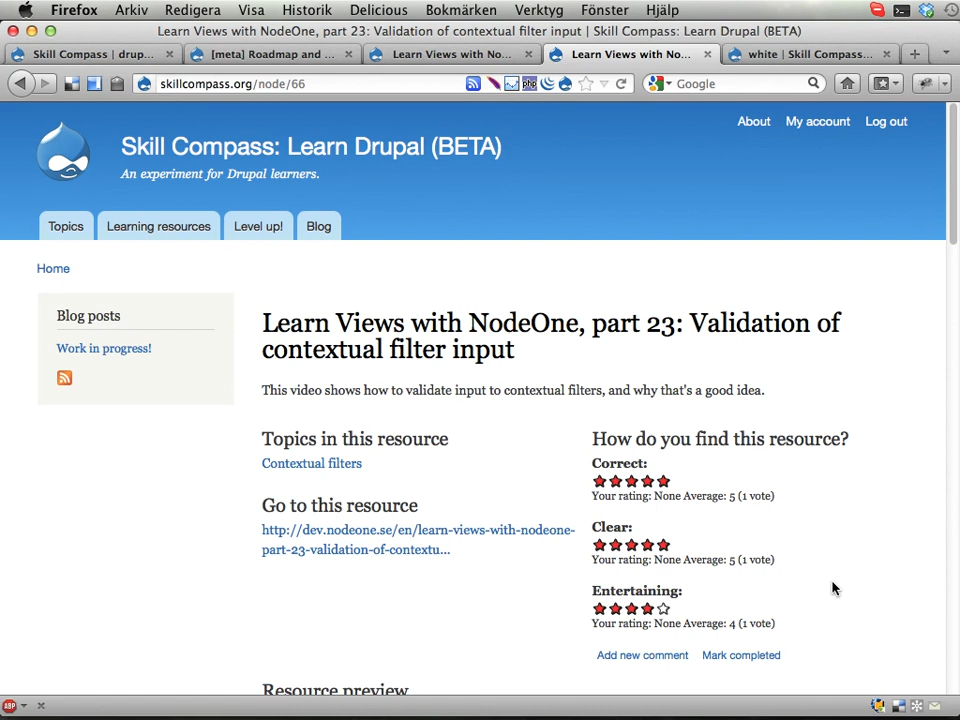 Firefox Arkiv Redigera Visa Historik Delicious Bokmärken Verktyg Fönster Hjälp
Learn Views with NodeOne, part 23: Validation of contextual filter input | Skill Compass: Learn Drupal (BETA)
Skill Compass | drup...
[meta] Roadmap and ...
Learn Views with No...
Learn Views with No...
white | Skill Compass...
skillcompass.org/node/66
php
Google
About My account Log out
Skill Compass: Learn Drupal (BETA)
An experiment for Drupal learners.
Topics Learning resources Level up! Blog
Home
Blog posts
Work in progress!
Learn Views with NodeOne, part 23: Validation of
contextual filter input
This video shows how to validate input to contextual filters, and why that's a good idea.
Topics in this resource
Contextual filters
Go to this resource
http://dev.nodeone.se/en/learn-views-with-nodeone-
part-23-validation-of-contextu...
How do you find this resource?
Correct:
Your rating: None Average: 5 (1 vote)
Clear:
Your rating: None Average: 5 (1 vote)
Entertaining:
Your rating: None Average: 4 (1 vote)
Add new comment Mark completed
Resource preview
ABP